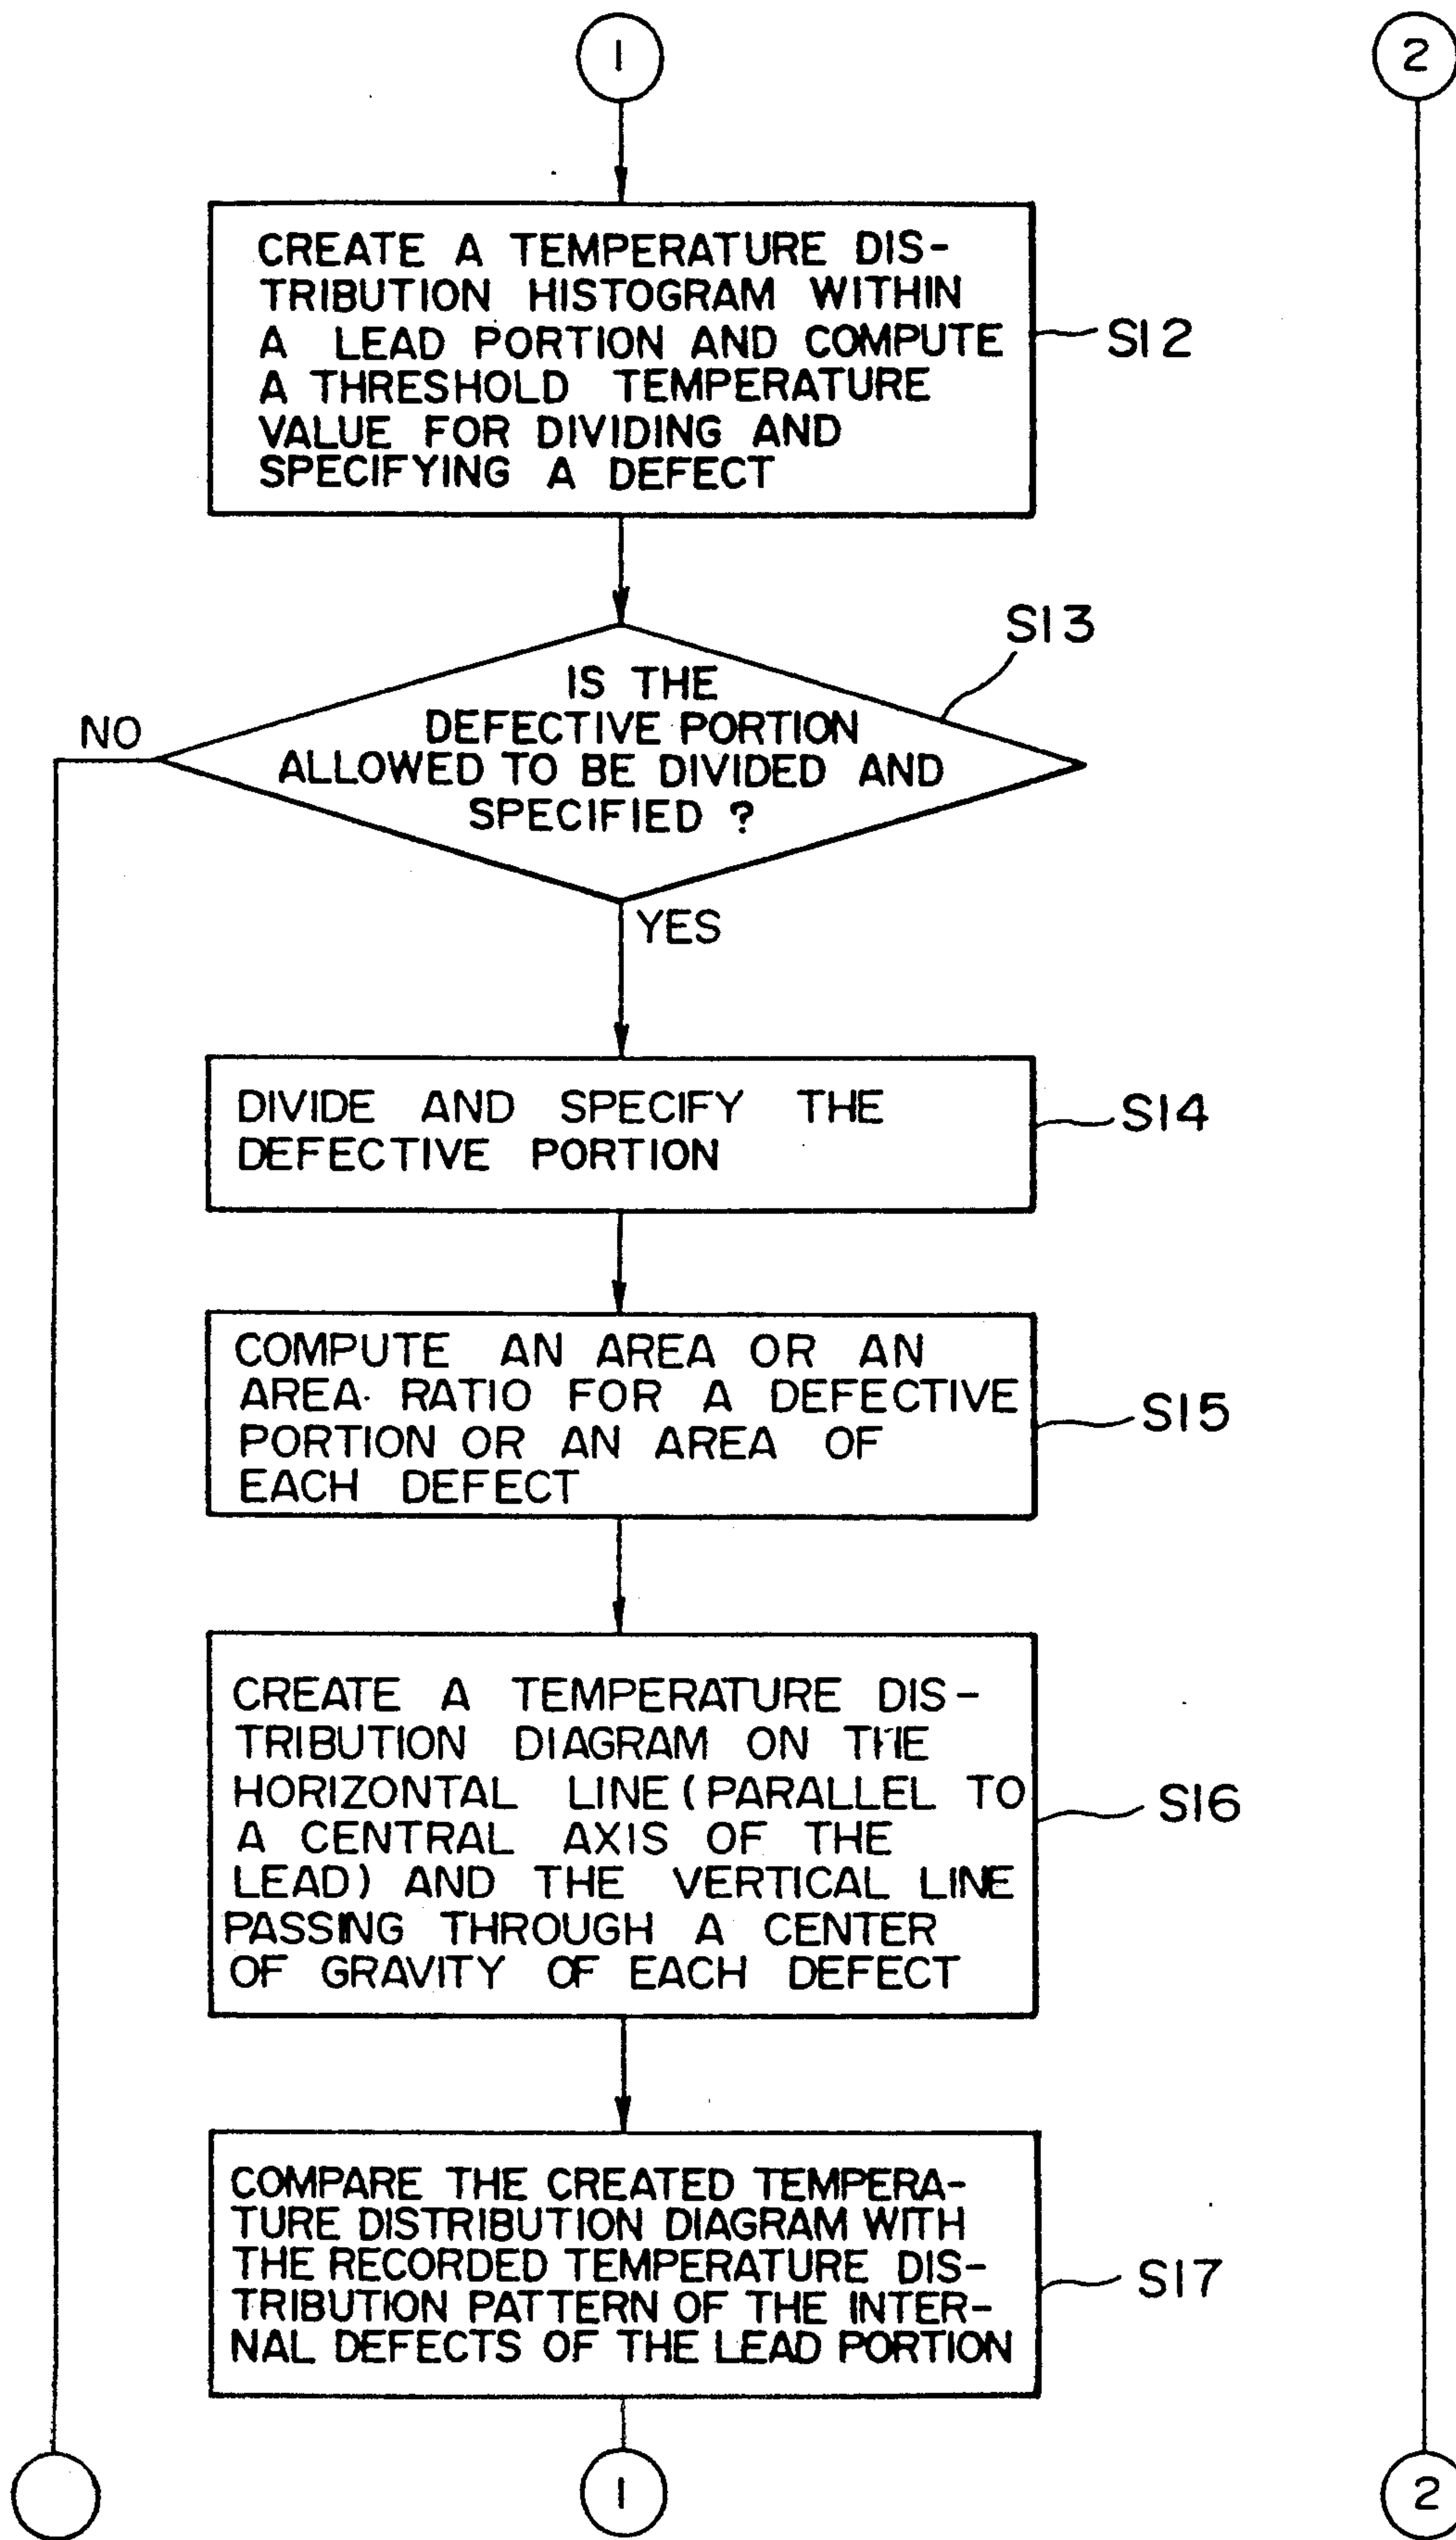 1
2
CREATE A TEMPERATURE DIS-
TRIBUTION HISTOGRAM WITHIN
A LEAD PORTION AND COMPUTE
A THRESHOLD TEMPERATURE
VALUE FOR DIVIDING AND
SPECIFYING A DEFECT
S12
S13
IS THE
DEFECTIVE PORTION
ALLOWED TO BE DIVIDED AND
SPECIFIED ?
NO
YES
DIVIDE AND SPECIFY THE
DEFECTIVE PORTION
S14
COMPUTE AN AREA OR AN
AREA RATIO FOR A DEFECTIVE
PORTION OR AN AREA OF
EACH DEFECT
S15
CREATE A TEMPERATURE DIS-
TRIBUTION DIAGRAM ON THE
HORIZONTAL LINE (PARALLEL TO
A CENTRAL AXIS OF THE
LEAD) AND THE VERTICAL LINE
PASSING THROUGH A CENTER
OF GRAVITY OF EACH DEFECT
S16
COMPARE THE CREATED TEMPERA-
TURE DISTRIBUTION DIAGRAM WITH
THE RECORDED TEMPERATURE DIS-
TRIBUTION PATTERN OF THE INTER-
NAL DEFECTS OF THE LEAD PORTION
S17
1
2